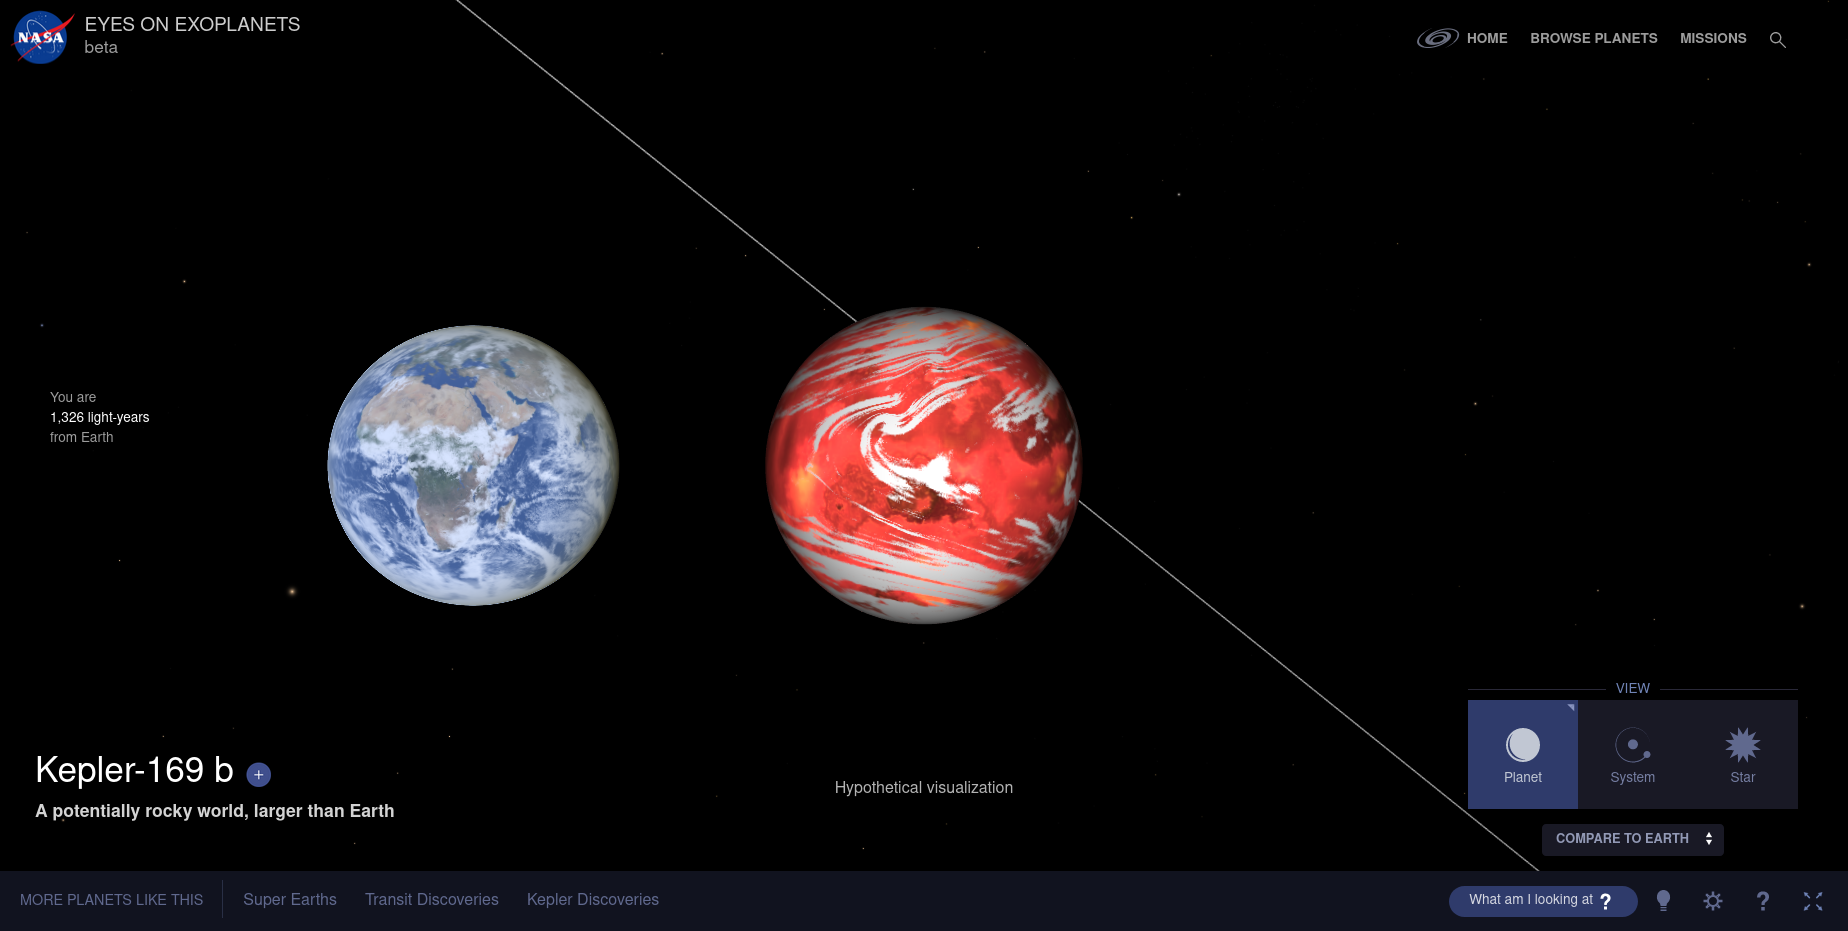 NASA
EYES ON EXOPLANETS
beta
HOME
BROWSE PLANETS
MISSIONS
You are
1,326 light-years
from Earth
Kepler-169 b +
A potentially rocky world, larger than Earth
Hypothetical visualization
VIEW
Planet
System
Star
COMPARE TO EARTH
MORE PLANETS LIKE THIS
Super Earths
Transit Discoveries
Kepler Discoveries
What am I looking at ?
?